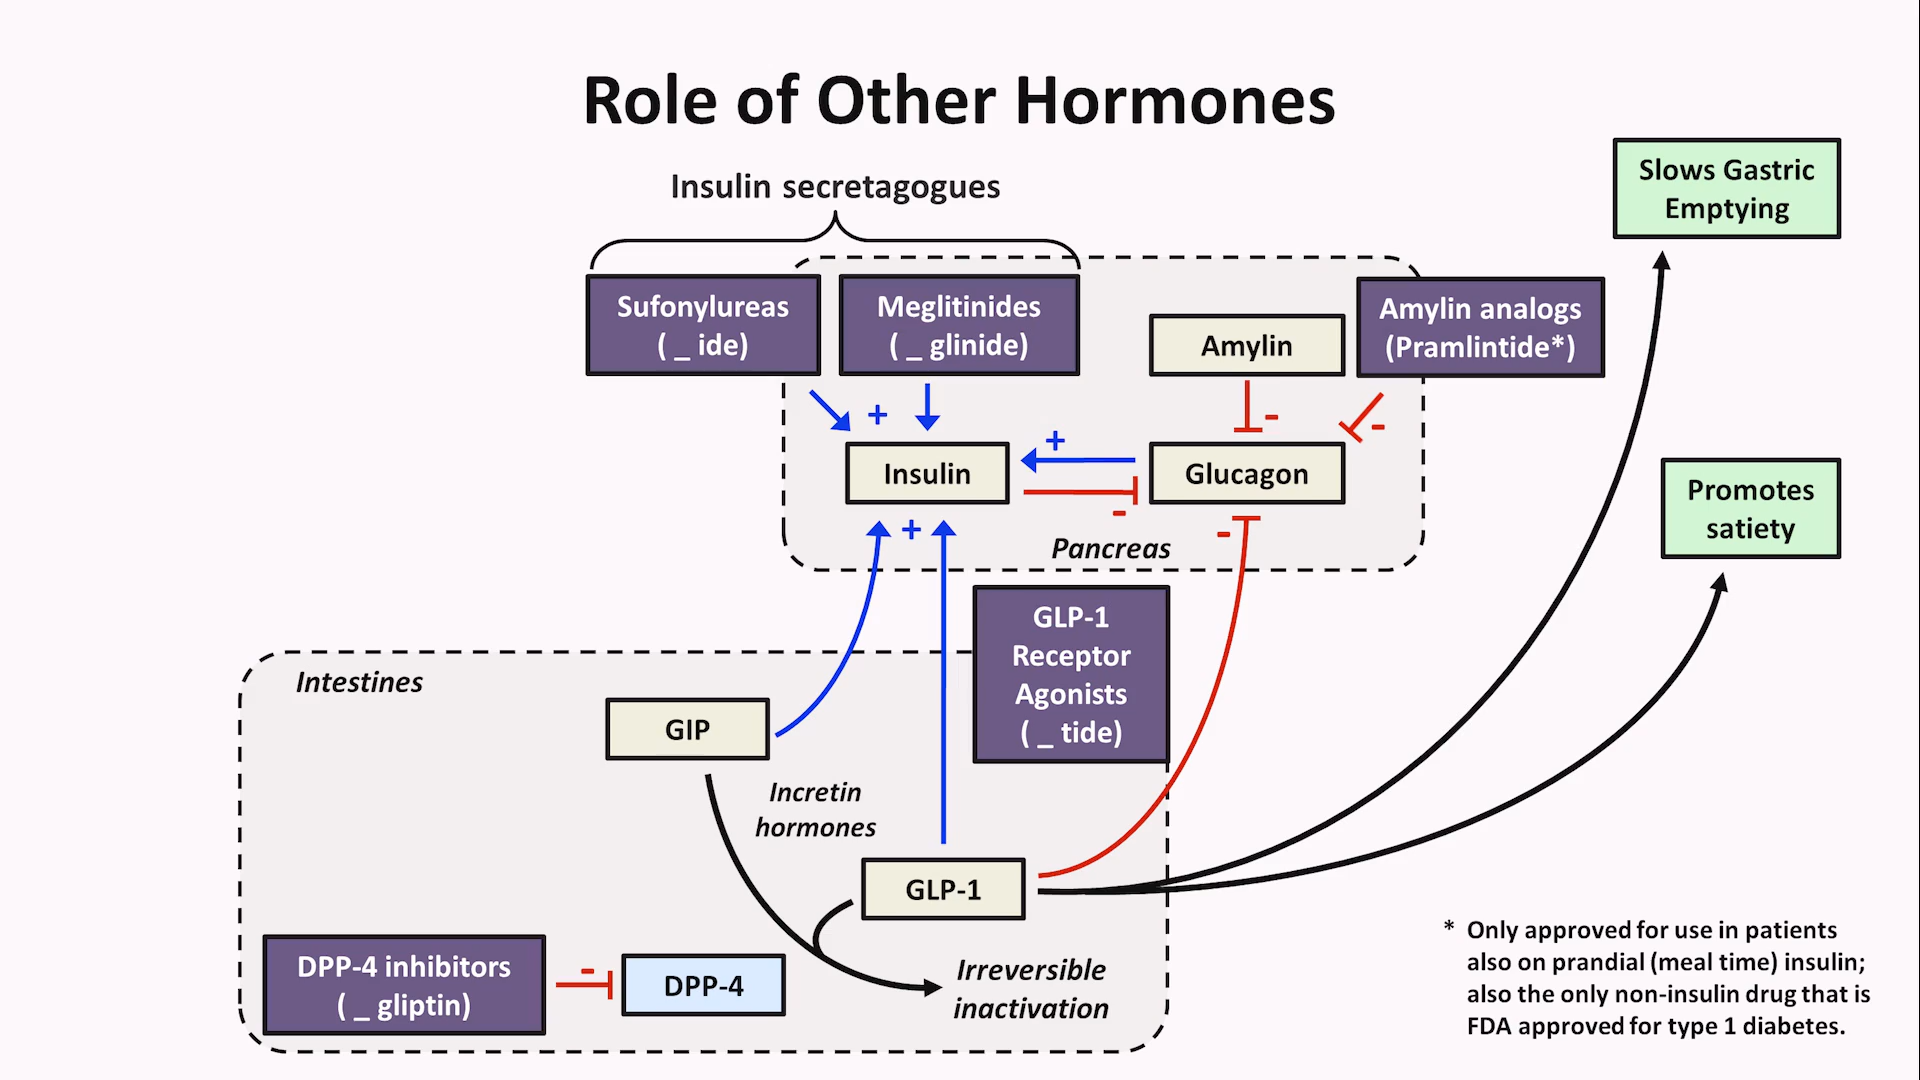 Role of Other Hormones
Insulin secretagogues
Slows Gastric
Emptying
Sufonylureas
( _ ide)
Meglitinides
( _ glinide)
Amylin
Amylin analogs
(Pramlintide*)
+
-
-
+
Insulin
Glucagon
-
Promotes
satiety
+
-
Pancreas
GLP-1
Receptor
Agonists
( _ tide)
Intestines
GIP
Incretin
hormones
GLP-1
DPP-4 inhibitors
( _ gliptin)
-
DPP-4
Irreversible
inactivation
* Only approved for use in patients
also on prandial (meal time) insulin;
also the only non-insulin drug that is
FDA approved for type 1 diabetes.